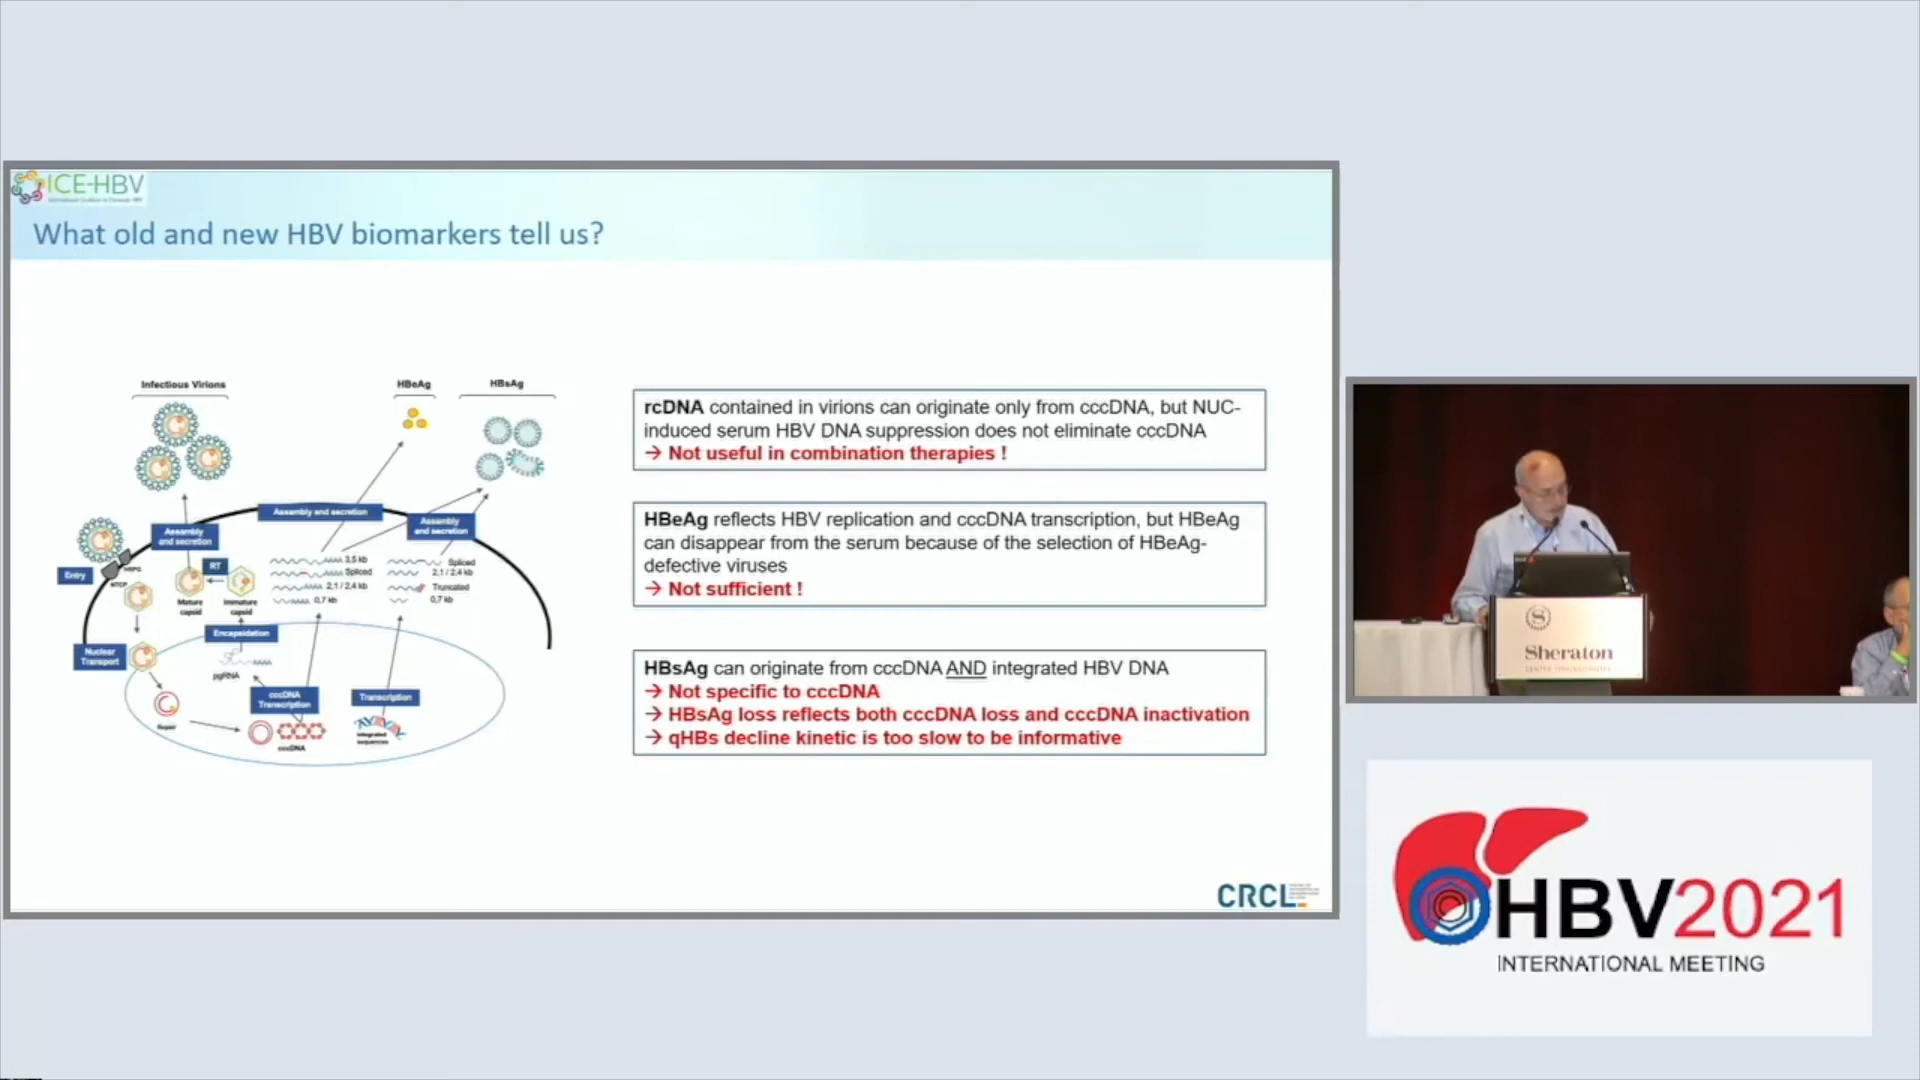 ICE-HBV
What old and new HBV biomarkers tell us?
Infectious Virions
HBeAg
HBsAg
Assembly and secretion
Assembly
and secretion
Assembly
and secretion
Entry
HSPG
NTCP
RT
Mature
capsid
Immature
capsid
3,5 kb
Spliced
2,1 / 2,4 kb
0,7 kb
Spliced
2,1 / 2,4 kb
Truncated
0,7 kb
Encapsidation
Nuclear
Transport
pgRNA
AAAA
cccDNA
Transcription
Transcription
Repair
cccDNA
Integrated
sequences
rcDNA contained in virions can originate only from cccDNA, but NUC-
induced serum HBV DNA suppression does not eliminate cccDNA
→ Not useful in combination therapies !
HBeAg reflects HBV replication and cccDNA transcription, but HBeAg
can disappear from the serum because of the selection of HBeAg-
defective viruses
→ Not sufficient !
HBsAg can originate from cccDNA AND integrated HBV DNA
→ Not specific to cccDNA
→ HBsAg loss reflects both cccDNA loss and cccDNA inactivation
→ qHBs decline kinetic is too slow to be informative
CRCL
S
Sheraton
HBV2021
INTERNATIONAL MEETING